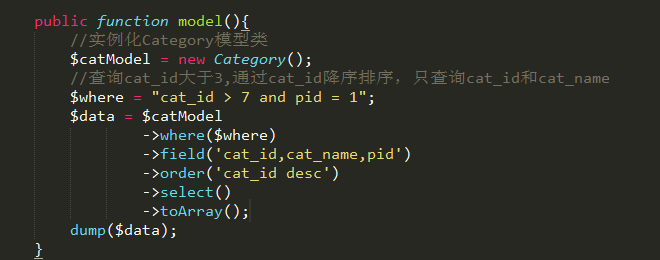 public function model(){
//实例化Category模型类
$catModel = new Category();
//查询cat_id大于3,通过cat_id降序排序，只查询cat_id和cat_name
$where = "cat_id > 7 and pid = 1";
$data = $catModel
->where($where)
->field('cat_id,cat_name,pid')
->order('cat_id desc')
->select()
->toArray();
dump($data);
}